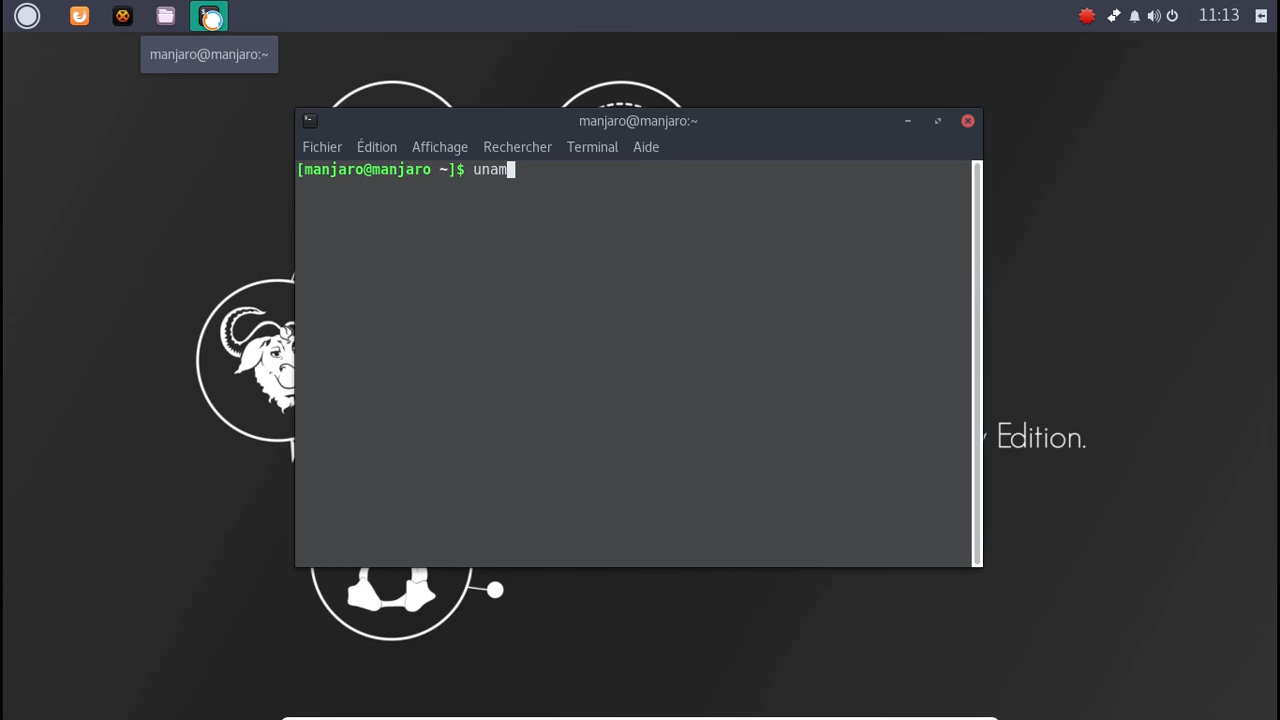 11:13
manjaro@manjaro:~
manjaro@manjaro:~
Fichier Édition Affichage Rechercher Terminal Aide
[manjaro@manjaro ~]$ unam
Edition.